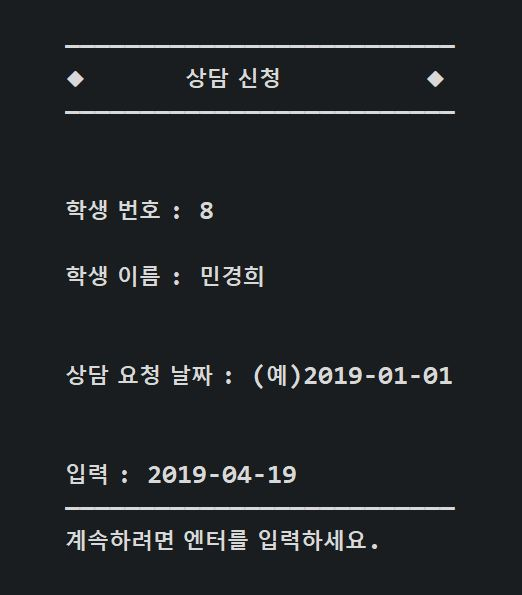 ◆ 상담 신청 ◆
학생 번호 : 8
학생 이름 : 민경희
상담 요청 날짜 : (예)2019-01-01
입력 : 2019-04-19
계속하려면 엔터를 입력하세요.